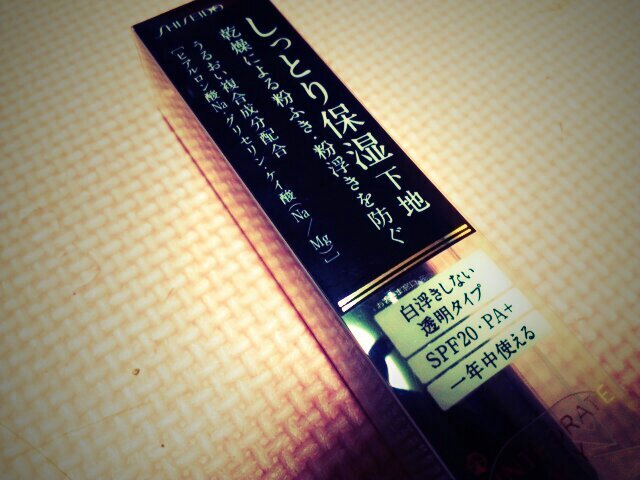 SHISEIDO
しっとり保湿下地
乾燥による粉ふき・粉浮きを防ぐ
うるおい複合成分配合
[ヒアルロン酸Na・グリセリン・ケイ酸(Na/Mg)]
白浮きしない
透明タイプ
SPF20・PA+
一年中使える